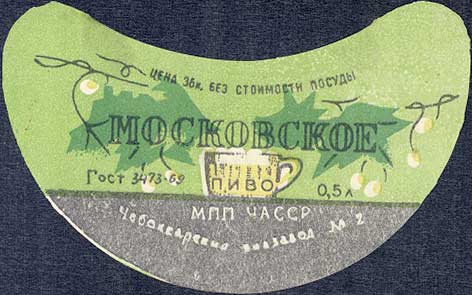 ЦЕНА 36к. БЕЗ СТОИМОСТИ ПОСУДЫ
МОСКОВСКОЕ
Гост 3473-69 ПИВО 0,5л
МПП ЧАССР
Чебоксарский пивзавод № 2